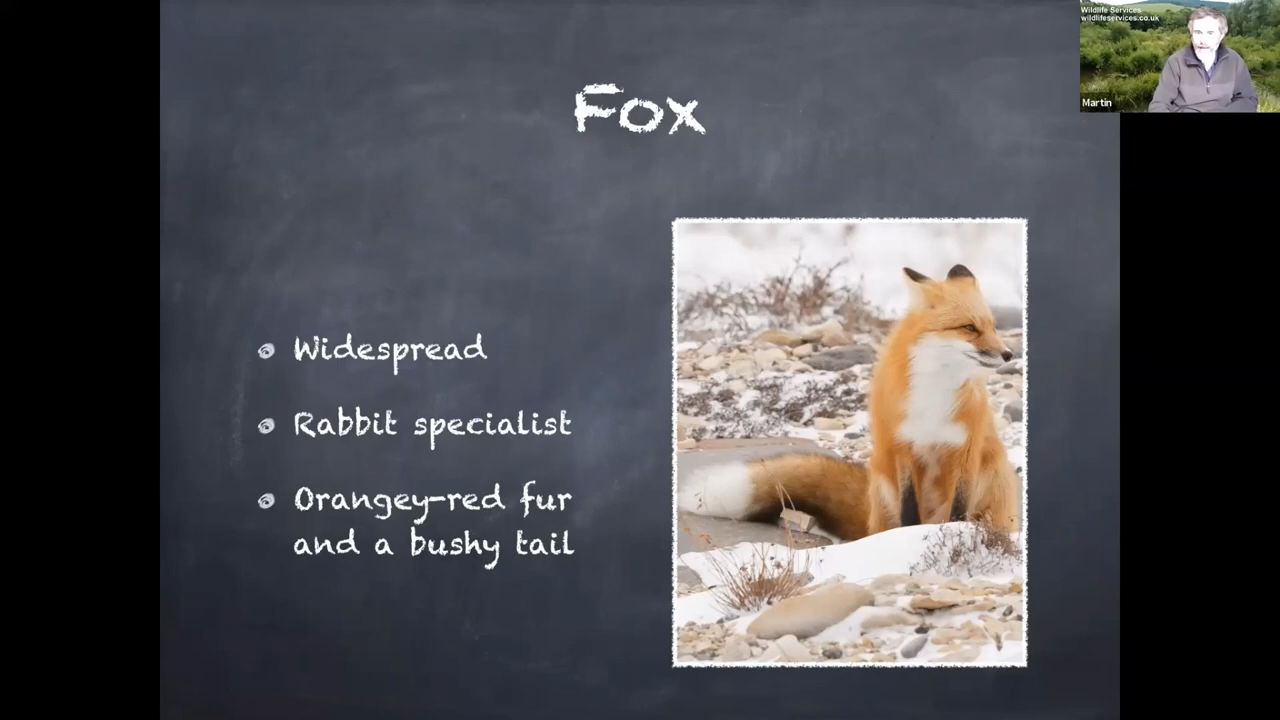 Wildlife Services
wildlifeservices.co.uk
Martin
Fox
Widespread
Rabbit specialist
Orangey-red fur
and a bushy tail